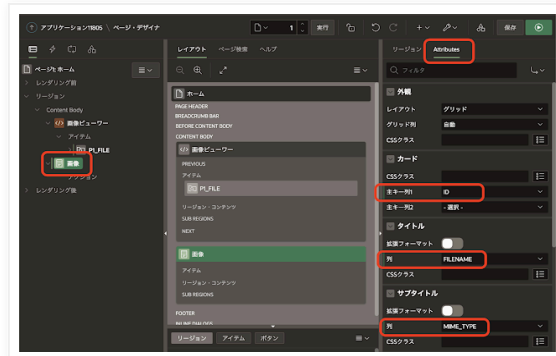 アプリケーション11805 \ ページ・デザイナ
1
実行
保存
ページ1: ホーム
レンダリング前
リージョン
Content Body
画像ビューワー
アイテム
P1_FILE
画像
アクション
レンダリング後
レイアウト
ページ検索
ヘルプ
ホーム
PAGE HEADER
BREADCRUMB BAR
BEFORE CONTENT BODY
CONTENT BODY
画像ビューワー
PREVIOUS
アイテム
P1_FILE
リージョン・コンテンツ
SUB REGIONS
NEXT
画像
アイテム
リージョン・コンテンツ
SUB REGIONS
FOOTER
INLINE DIALOGS
リージョン
アイテム
ボタン
リージョン
Attributes
フィルタ
外観
レイアウト
グリッド
グリッド列
自動
CSSクラス
カード
CSSクラス
主キー列1
ID
主キー列2
- 選択 -
タイトル
拡張フォーマット
列
FILENAME
CSSクラス
サブタイトル
拡張フォーマット
列
MIME_TYPE
CSSクラス